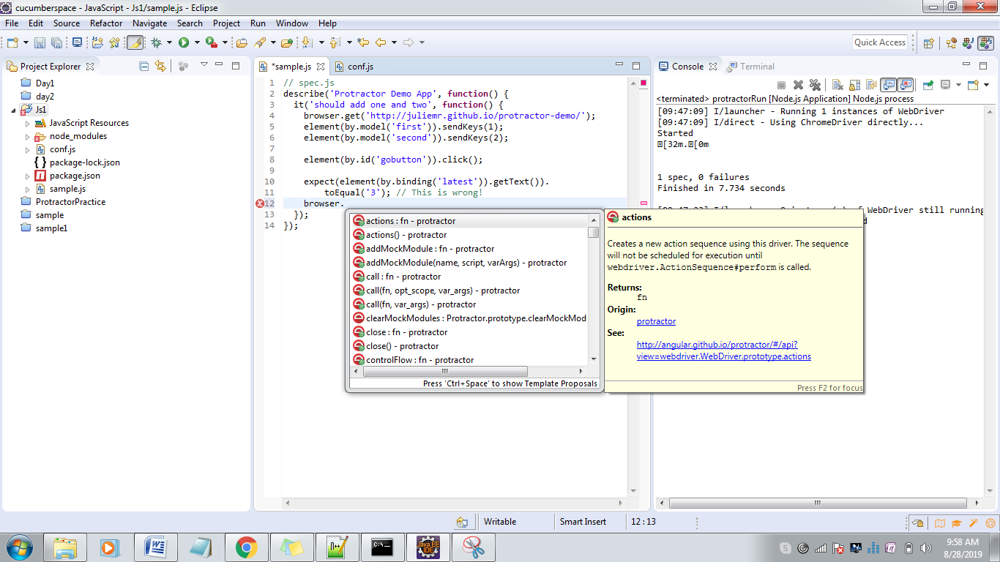 cucumberspace - JavaScript - Js1/sample.js - Eclipse
File Edit Source Refactor Navigate Search Project Run Window Help
Quick Access
Project Explorer
Day1
day2
Js1
JavaScript Resources
node_modules
conf.js
package-lock.json
package.json
sample.js
ProtractorPractice
sample
sample1
*sample.js conf.js
1 // spec.js
2 describe('Protractor Demo App', function() {
3 it('should add one and two', function() {
4 browser.get('http://juliemr.github.io/protractor-demo/');
5 element(by.model('first')).sendKeys(1);
6 element(by.model('second')).sendKeys(2);
7
8 element(by.id('gobutton')).click();
9
10 expect(element(by.binding('latest')).getText()).
11 toEqual('3'); // This is wrong!
12 browser.
13 });
14 });
actions : fn - protractor
actions() - protractor
addMockModule : fn - protractor
addMockModule(name, script, varArgs) - protractor
call : fn - protractor
call(fn, opt_scope, var_args) - protractor
call(fn, var_args) - protractor
clearMockModules : Protractor.prototype.clearMockMod
close : fn - protractor
close() - protractor
controlFlow : fn - protractor
Press 'Ctrl+Space' to show Template Proposals
actions
Creates a new action sequence using this driver. The sequence
will not be scheduled for execution until
webdriver.ActionSequence#perform is called.
Returns:
fn
Origin:
protractor
See:
http://angular.github.io/protractor/#/api?
view=webdriver.WebDriver.prototype.actions
Press F2 for focus
Console Terminal
<terminated> protractorRun [Node.js Application] Node.js process
[09:47:09] I/launcher - Running 1 instances of WebDriver
[09:47:09] I/direct - Using ChromeDriver directly...
Started
[32m.[0m
1 spec, 0 failures
Finished in 7.734 seconds
WebDriver still running
Writable Smart Insert 12 : 13
Java EE
IDE
9:58 AM
8/28/2019